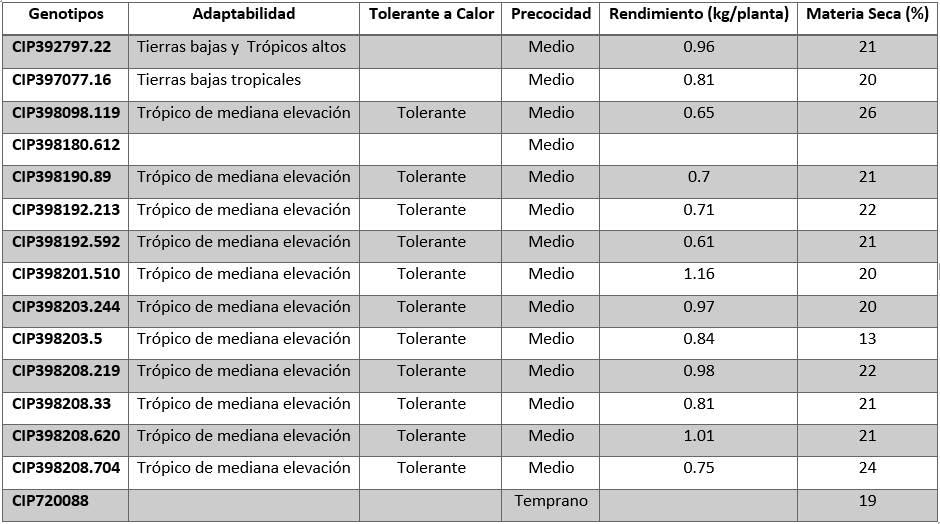 Genotipos Adaptabilidad Tolerante a Calor Precocidad Rendimiento (kg/planta) Materia Seca (%)
CIP392797.22 Tierras bajas y Trópicos altos Medio 0.96 21
CIP397077.16 Tierras bajas tropicales Medio 0.81 20
CIP398098.119 Trópico de mediana elevación Tolerante Medio 0.65 26
CIP398180.612 Medio
CIP398190.89 Trópico de mediana elevación Tolerante Medio 0.7 21
CIP398192.213 Trópico de mediana elevación Tolerante Medio 0.71 22
CIP398192.592 Trópico de mediana elevación Tolerante Medio 0.61 21
CIP398201.510 Trópico de mediana elevación Tolerante Medio 1.16 20
CIP398203.244 Trópico de mediana elevación Tolerante Medio 0.97 20
CIP398203.5 Trópico de mediana elevación Tolerante Medio 0.84 13
CIP398208.219 Trópico de mediana elevación Tolerante Medio 0.98 22
CIP398208.33 Trópico de mediana elevación Tolerante Medio 0.81 21
CIP398208.620 Trópico de mediana elevación Tolerante Medio 1.01 21
CIP398208.704 Trópico de mediana elevación Tolerante Medio 0.75 24
CIP720088 Temprano 19